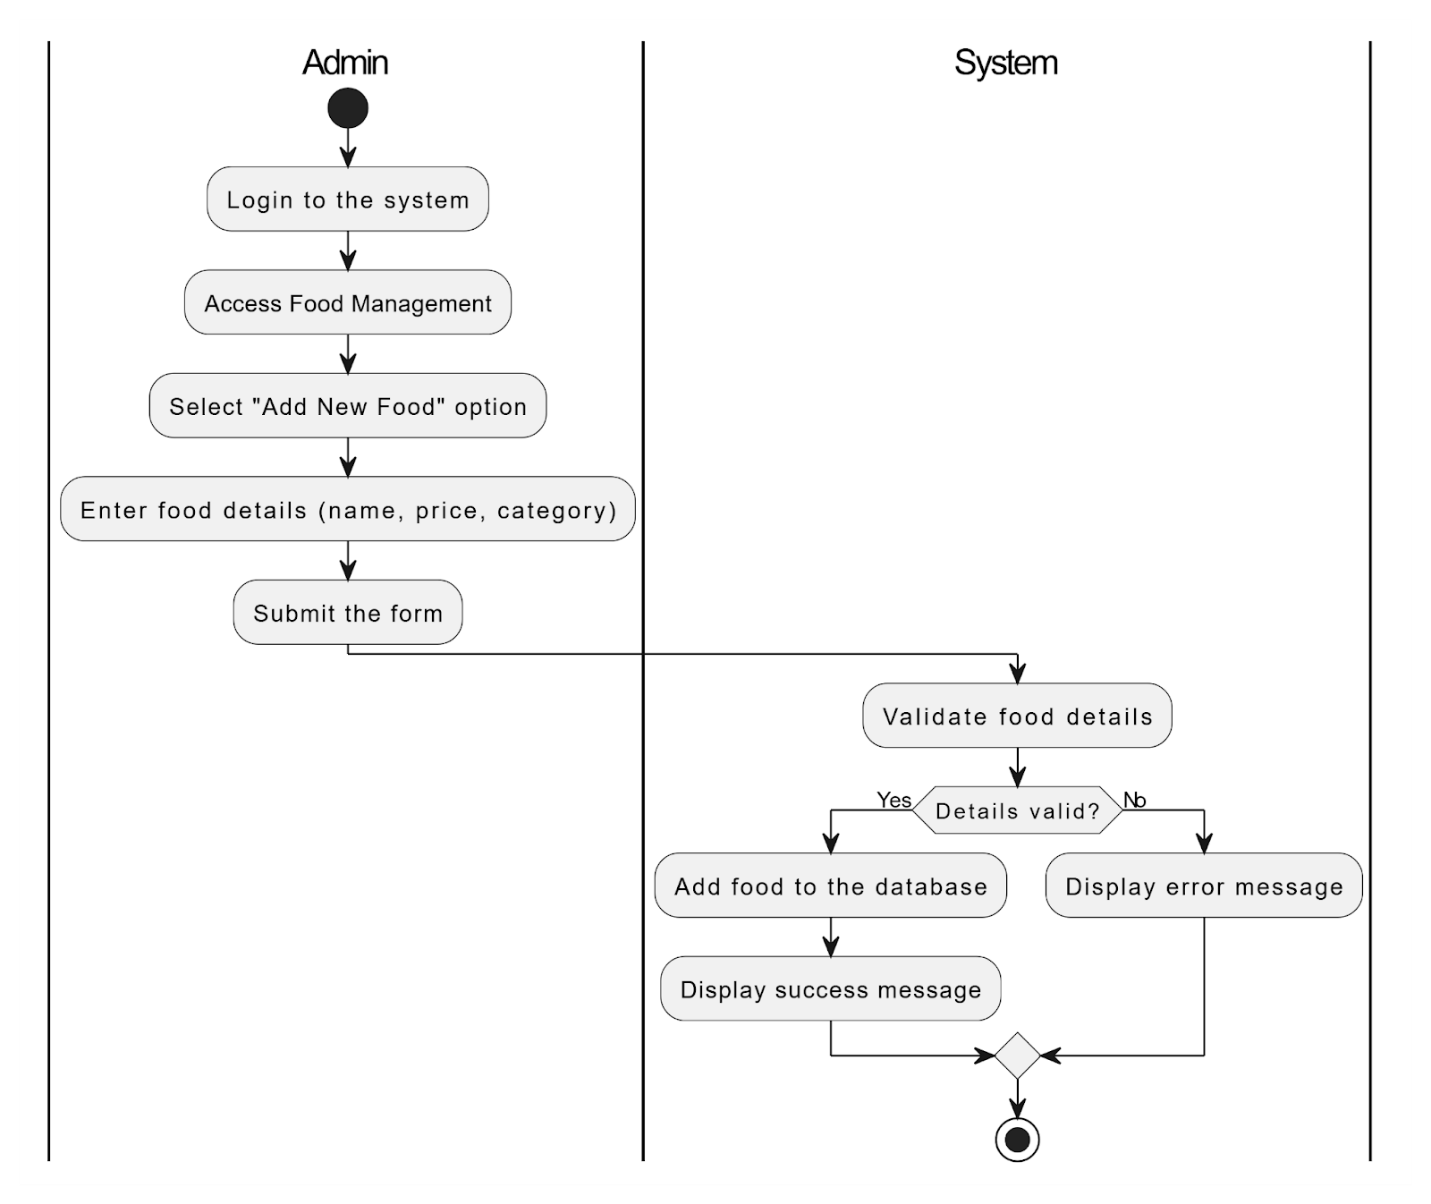 Admin
System
Login to the system
Access Food Management
Select "Add New Food" option
Enter food details (name, price, category)
Submit the form
Validate food details
Yes
Details valid?
No
Add food to the database
Display error message
Display success message